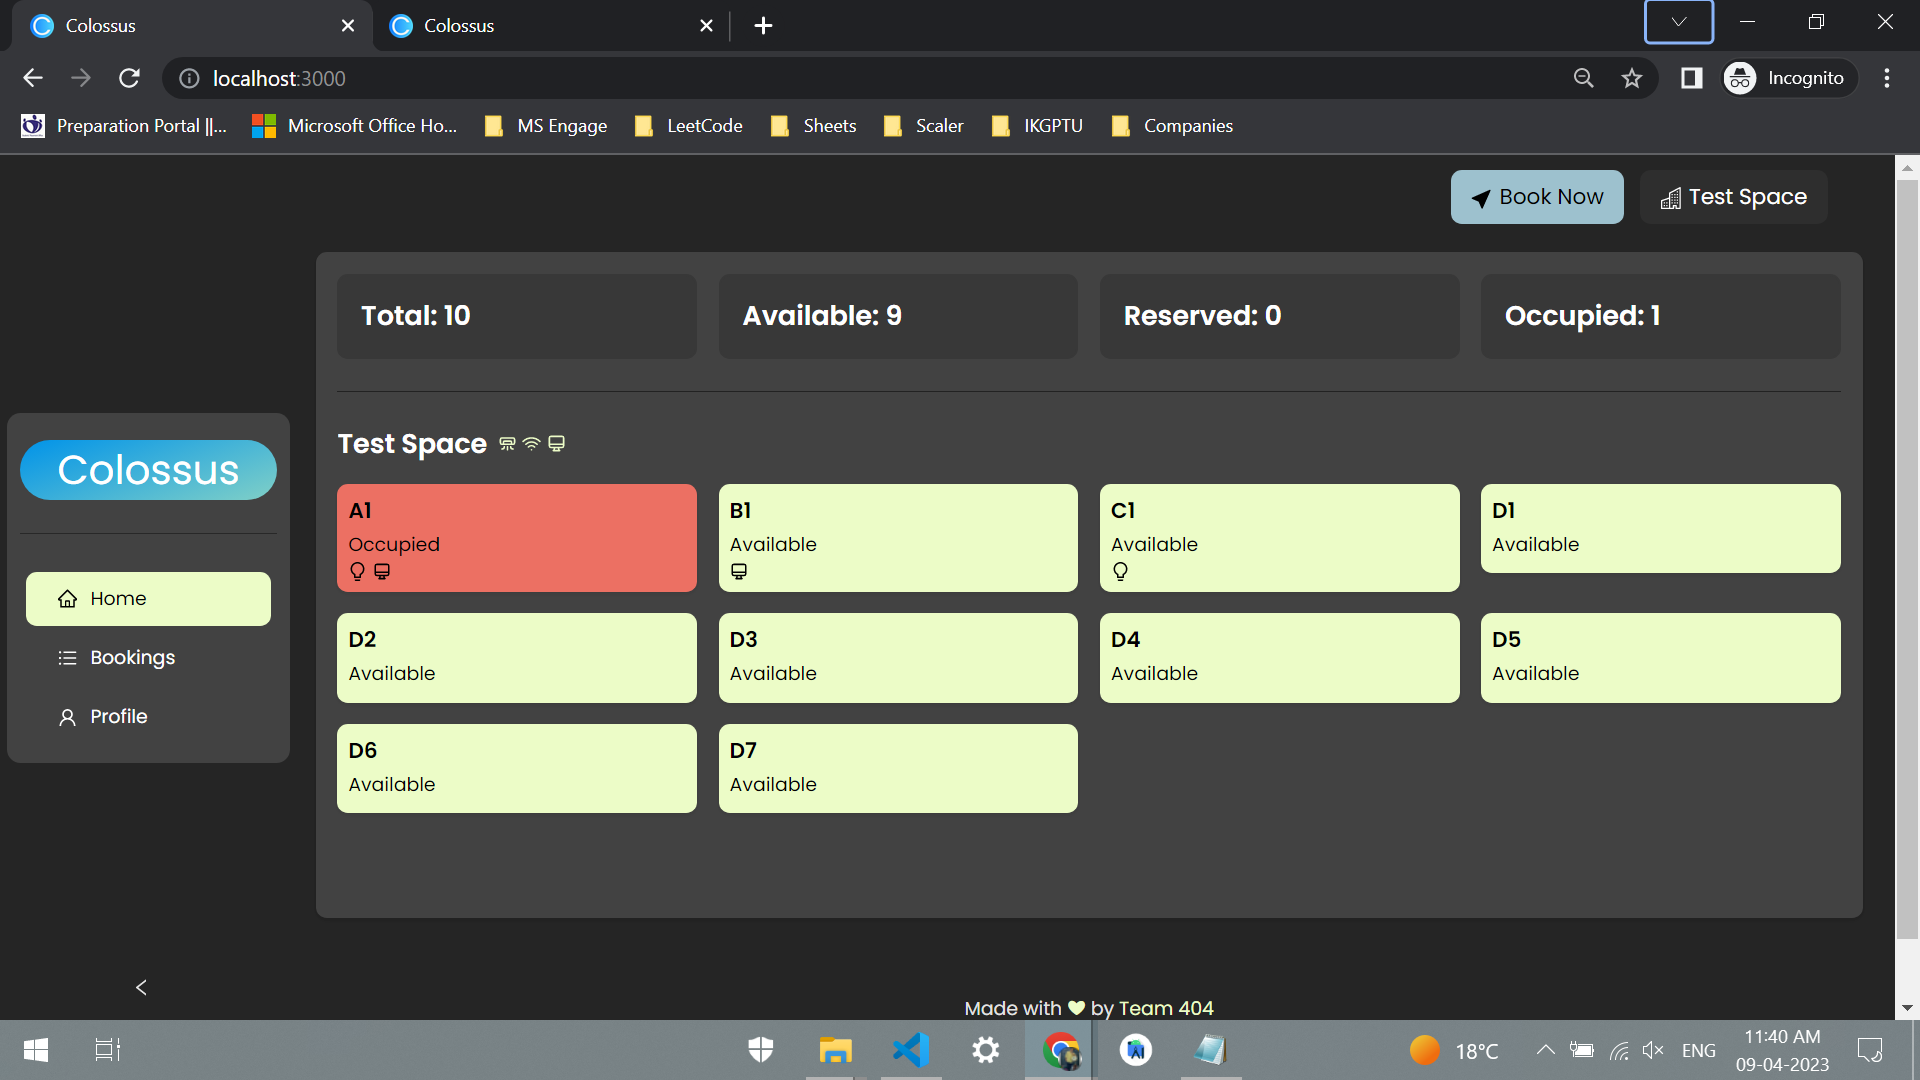 Colossus
Colossus
localhost:3000
Incognito
Preparation Portal ||...
Microsoft Office Ho...
MS Engage
LeetCode
Sheets
Scaler
IKGPTU
Companies
Book Now
Test Space
Total: 10
Available: 9
Reserved: 0
Occupied: 1
Colossus
Home
Bookings
Profile
Test Space
A1
Occupied
B1
Available
C1
Available
D1
Available
D2
Available
D3
Available
D4
Available
D5
Available
D6
Available
D7
Available
Made with by Team 404
18°C
ENG
11:40 AM
09-04-2023